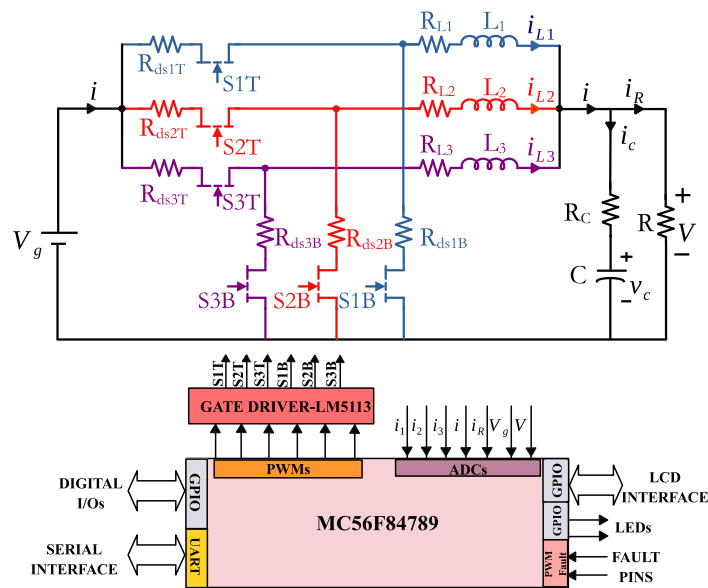 R_L1 L_1 i_L1
R_ds1T S1T
i R_L2 L_2 i_L2 i i_R
R_ds2T S2T i_c
R_L3 L_3 i_L3
R_ds3T S3T
R_C R + V −
V_g
R_ds3B R_ds2B R_ds1B
C + v_c −
S3B S2B S1B
S1T S2T S3T S1B S2B S3B
GATE DRIVER-LM5113
i_1 i_2 i_3 i i_R V_g V
PWMs ADCs
DIGITAL
I/Os
GPIO
GPIO
LCD
INTERFACE
MC56F84789
GPIO
LEDs
SERIAL
INTERFACE
UART
PWM
Fault
FAULT
PINS